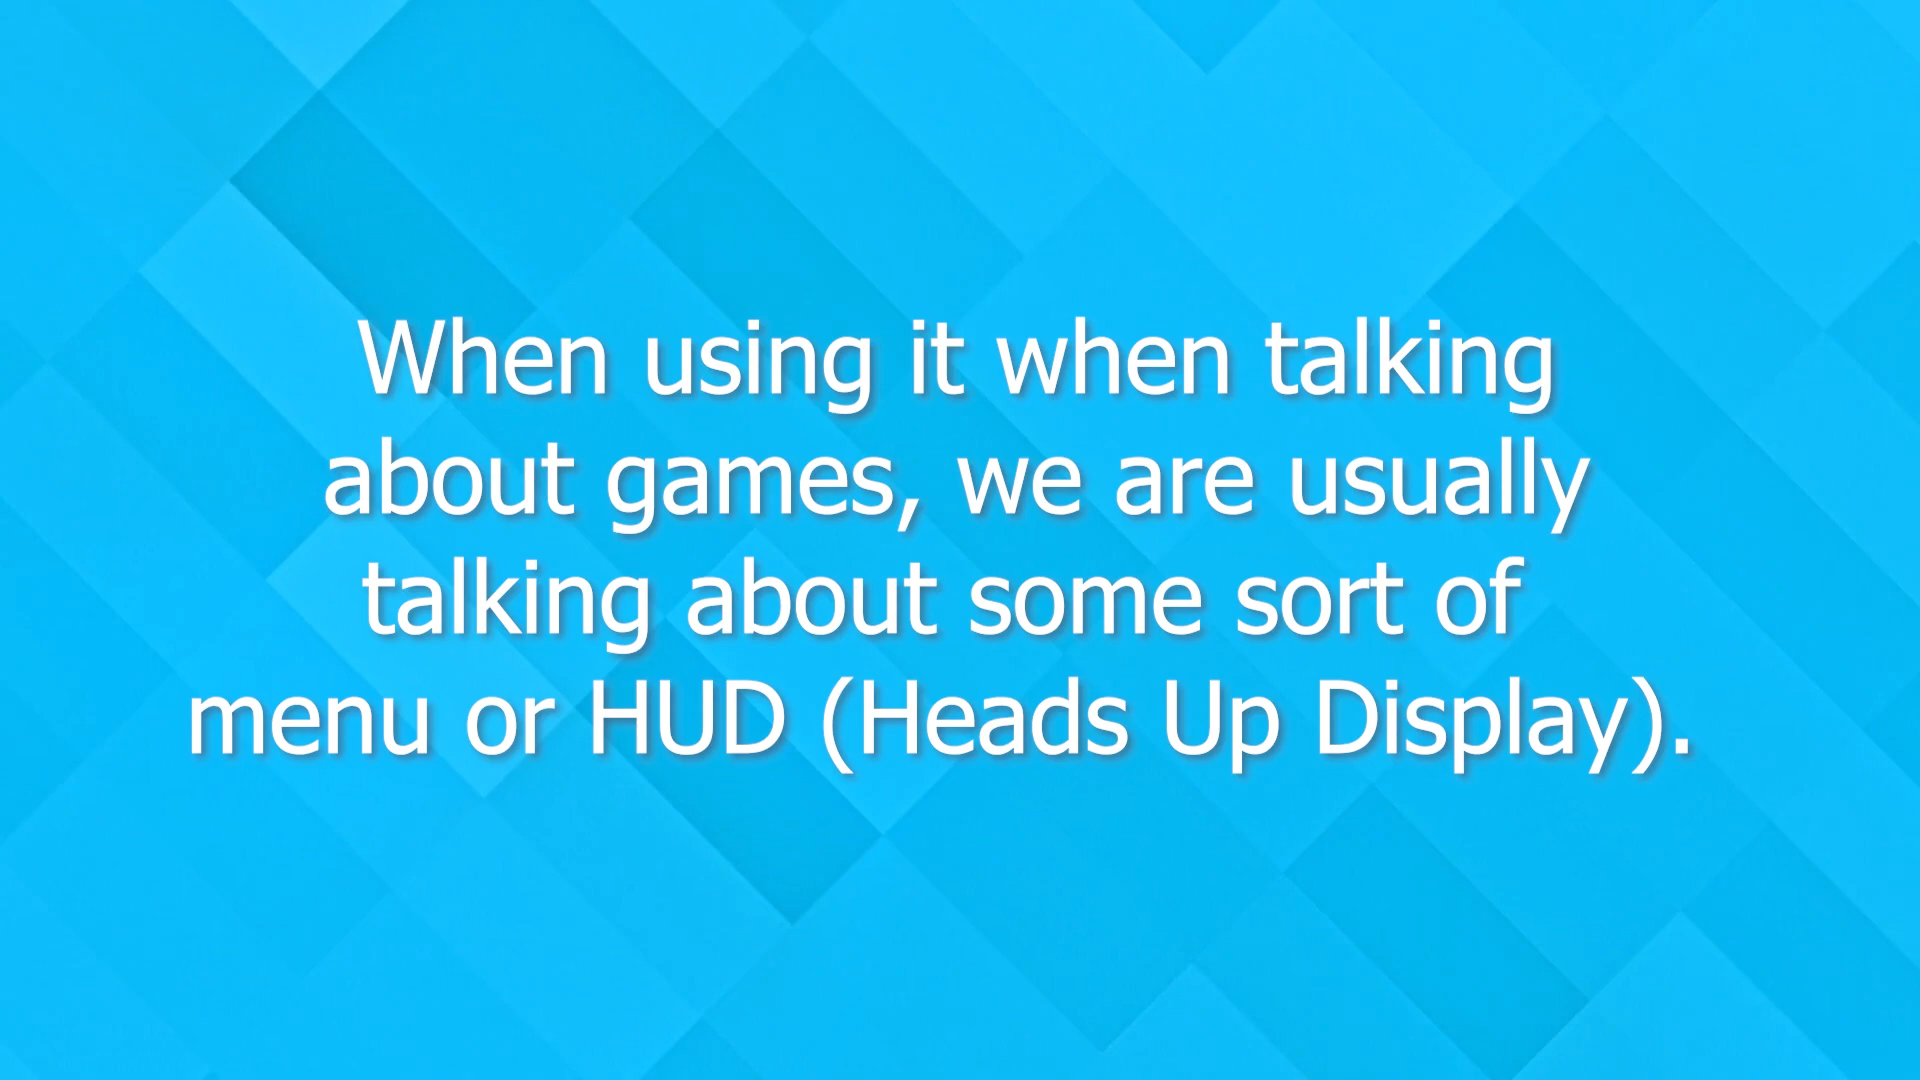 When using it when talking
about games, we are usually
talking about some sort of
menu or HUD (Heads Up Display).